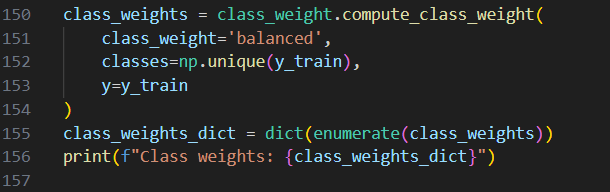 150 class_weights = class_weight.compute_class_weight(
151     class_weight='balanced',
152     classes=np.unique(y_train),
153     y=y_train
154 )
155 class_weights_dict = dict(enumerate(class_weights))
156 print(f"Class weights: {class_weights_dict}")
157